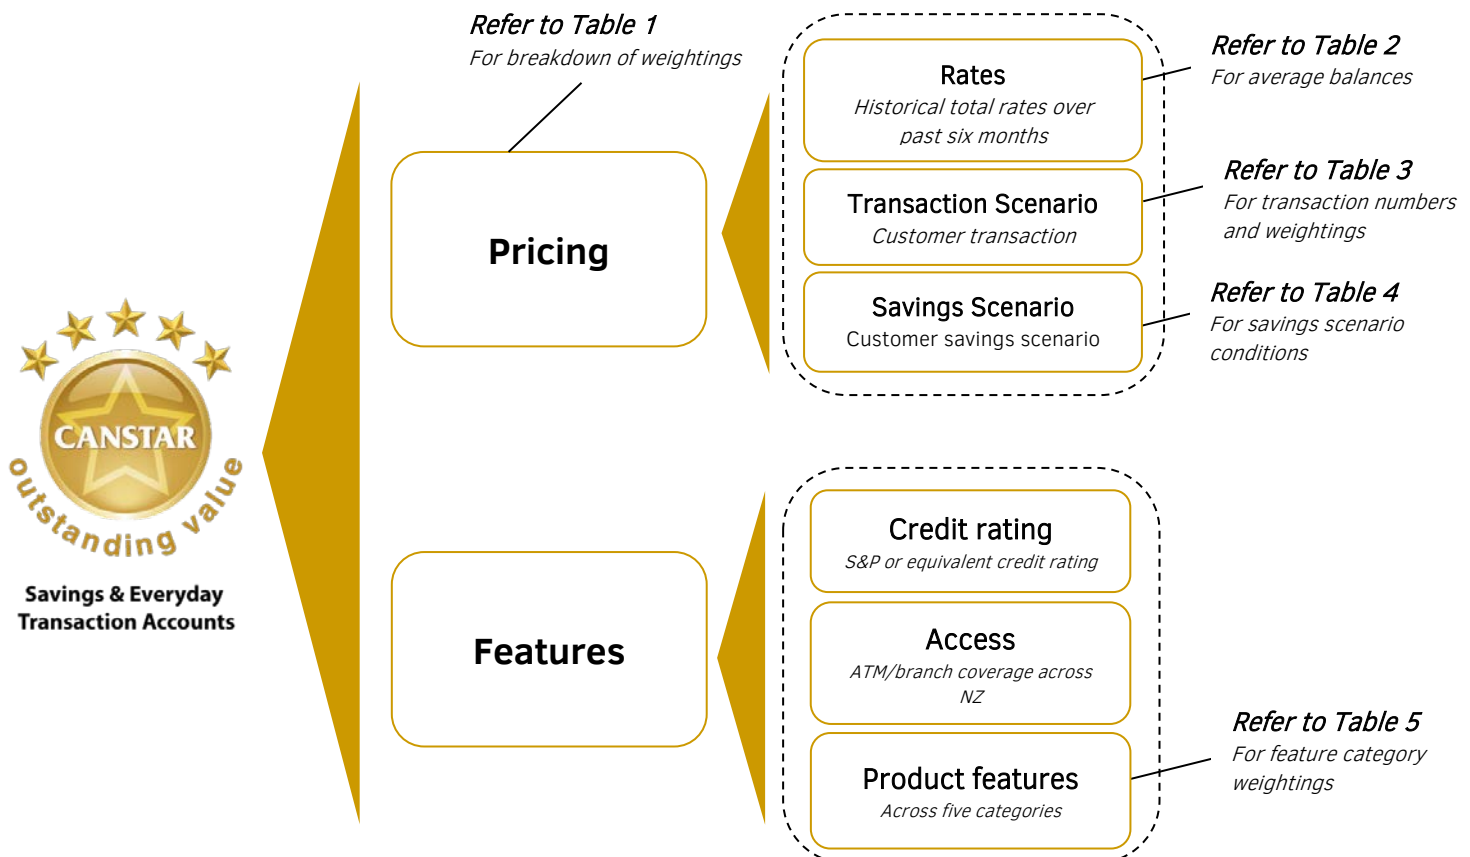 Refer to Table 1
For breakdown of weightings
Rates
Historical total rates over
past six months
Refer to Table 2
For average balances
Transaction Scenario
Customer transaction
Refer to Table 3
For transaction numbers
and weightings
Pricing
Savings Scenario
Customer savings scenario
Refer to Table 4
For savings scenario
conditions
CANSTAR
outstanding value
Savings & Everyday
Transaction Accounts
Features
Credit rating
S&P or equivalent credit rating
Access
ATM/branch coverage across
NZ
Product features
Across five categories
Refer to Table 5
For feature category
weightings